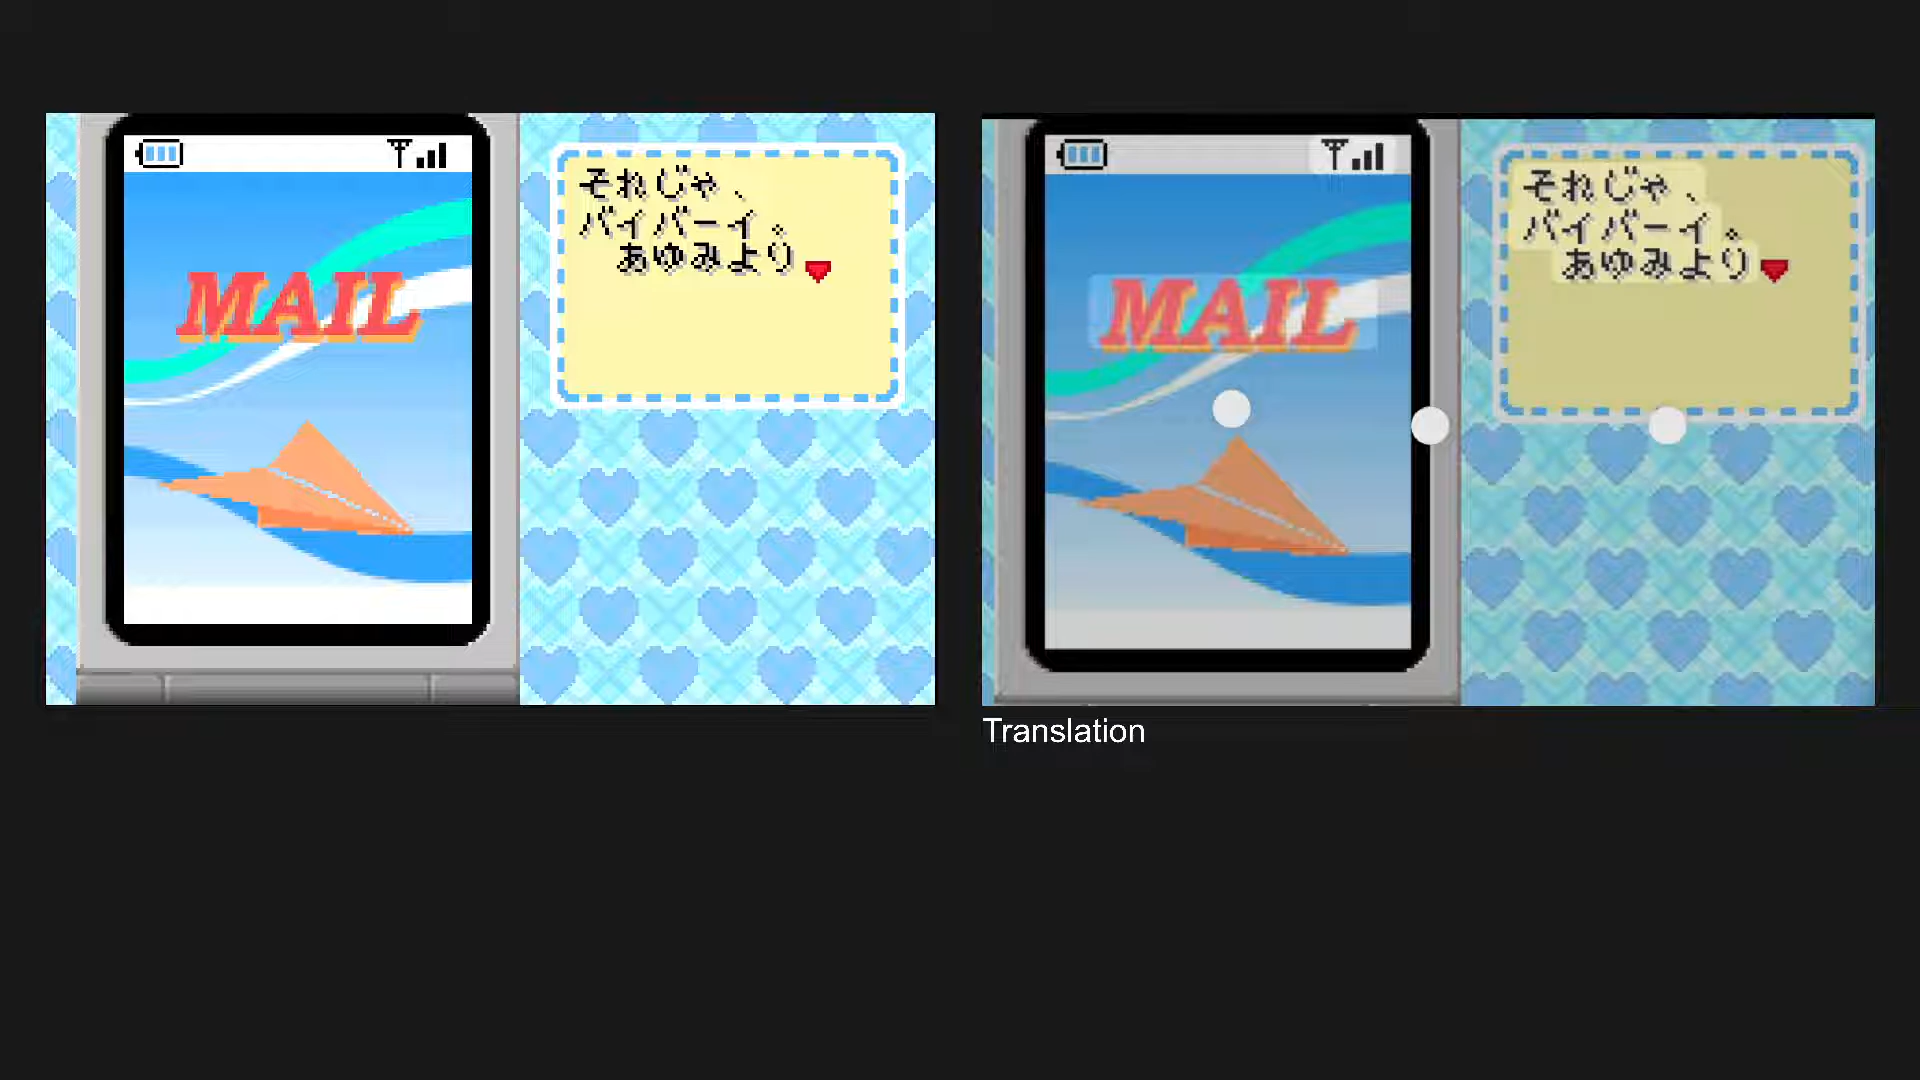 MAIL
それじゃ、
バイバーイ。
あゆみより
MAIL
それじゃ、
バイバーイ。
あゆみより
Translation